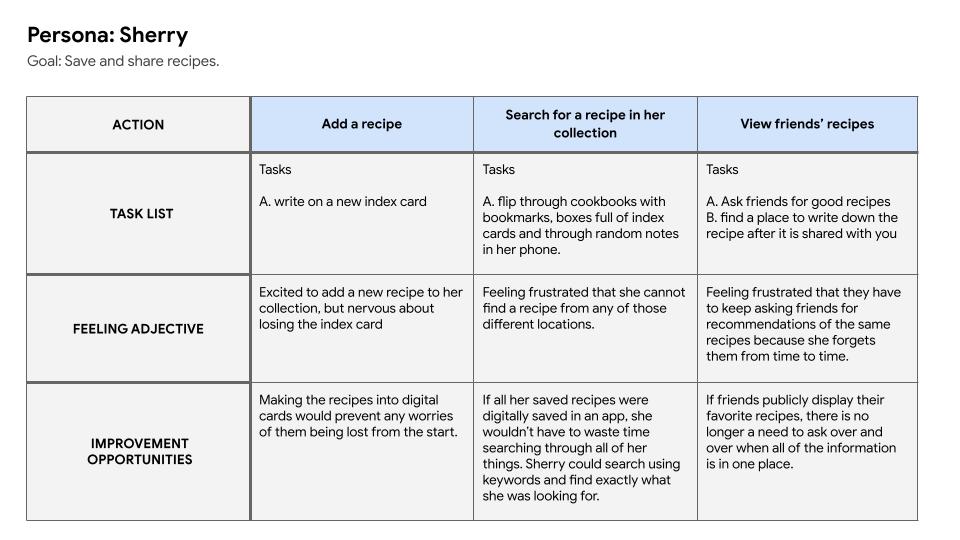 Persona: Sherry
Goal: Save and share recipes.
ACTION
Add a recipe
Search for a recipe in her
collection
View friends’ recipes
TASK LIST
Tasks
A. write on a new index card
Tasks
A. flip through cookbooks with
bookmarks, boxes full of index
cards and through random notes
in her phone.
Tasks
A. Ask friends for good recipes
B. find a place to write down the
recipe after it is shared with you
FEELING ADJECTIVE
Excited to add a new recipe to her
collection, but nervous about
losing the index card
Feeling frustrated that she cannot
find a recipe from any of those
different locations.
Feeling frustrated that they have
to keep asking friends for
recommendations of the same
recipes because she forgets
them from time to time.
IMPROVEMENT
OPPORTUNITIES
Making the recipes into digital
cards would prevent any worries
of them being lost from the start.
If all her saved recipes were
digitally saved in an app, she
wouldn’t have to waste time
searching through all of her
things. Sherry could search using
keywords and find exactly what
she was looking for.
If friends publicly display their
favorite recipes, there is no
longer a need to ask over and
over when all of the information
is in one place.